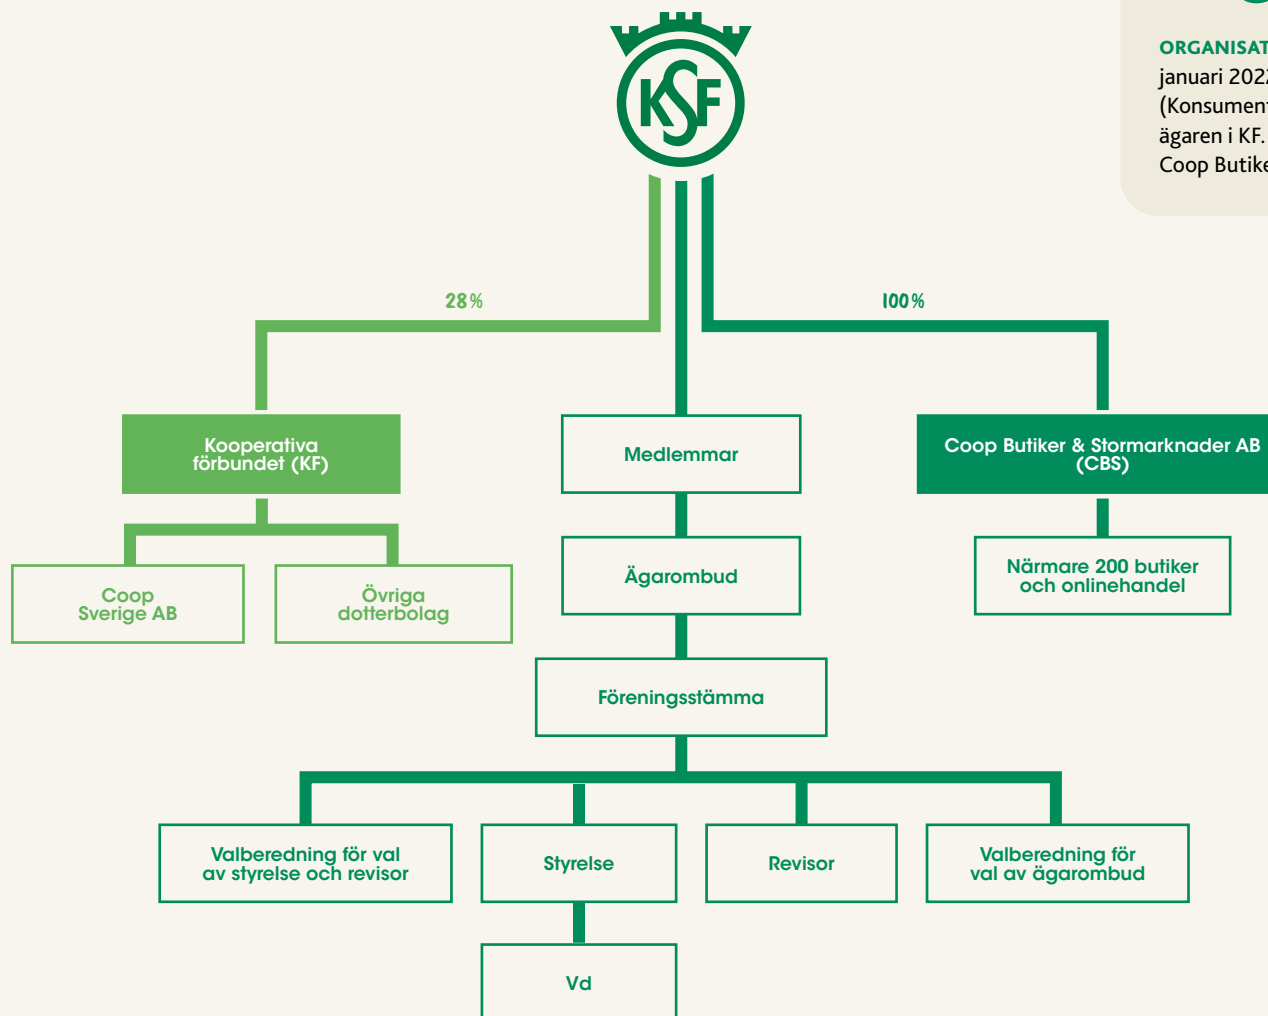 KSF
ORGANISAT
januari 202
(Konsument
ägaren i KF.
Coop Butike
28%
100%
Kooperativa
förbundet (KF)
Medlemmar
Coop Butiker & Stormarknader AB
(CBS)
Coop
Sverige AB
Övriga
dotterbolag
Ägarombud
Närmare 200 butiker
och onlinehandel
Föreningsstämma
Valberedning för val
av styrelse och revisor
Styrelse
Revisor
Valberedning för
val av ägarombud
Vd